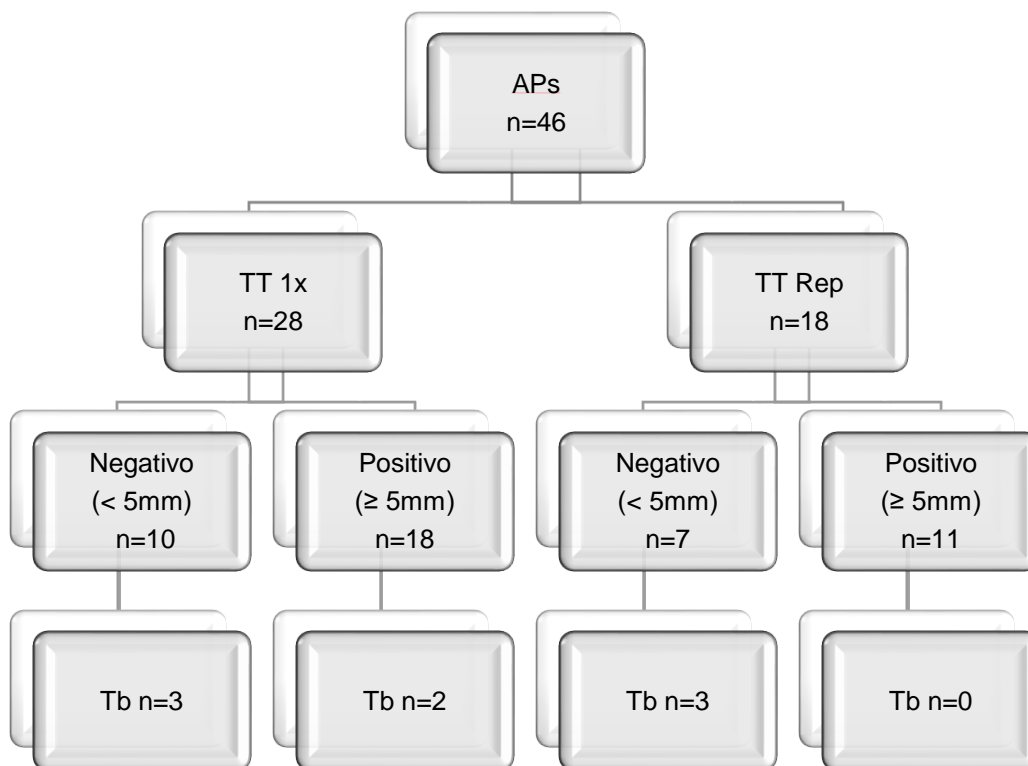 APs
n=46
TT 1x
n=28
TT Rep
n=18
Negativo
(< 5mm)
n=10
Positivo
(≥ 5mm)
n=18
Negativo
(< 5mm)
n=7
Positivo
(≥ 5mm)
n=11
Tb n=3
Tb n=2
Tb n=3
Tb n=0